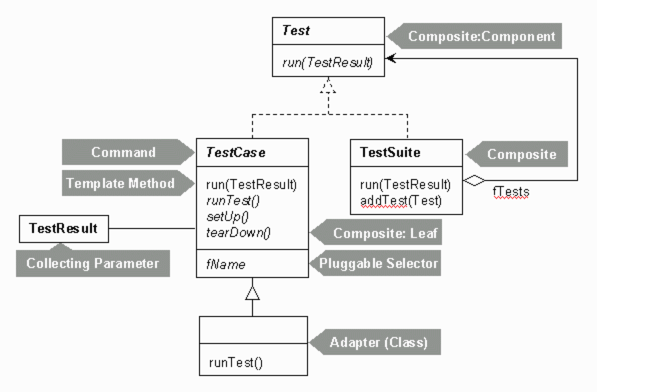 Test
Composite:Component
run(TestResult)
Command
TestCase
TestSuite
Composite
Template Method
run(TestResult)
runTest()
setUp()
tearDown()
run(TestResult)
addTest(Test)
fTests
TestResult
Composite: Leaf
Collecting Parameter
fName
Pluggable Selector
Adapter (Class)
runTest()